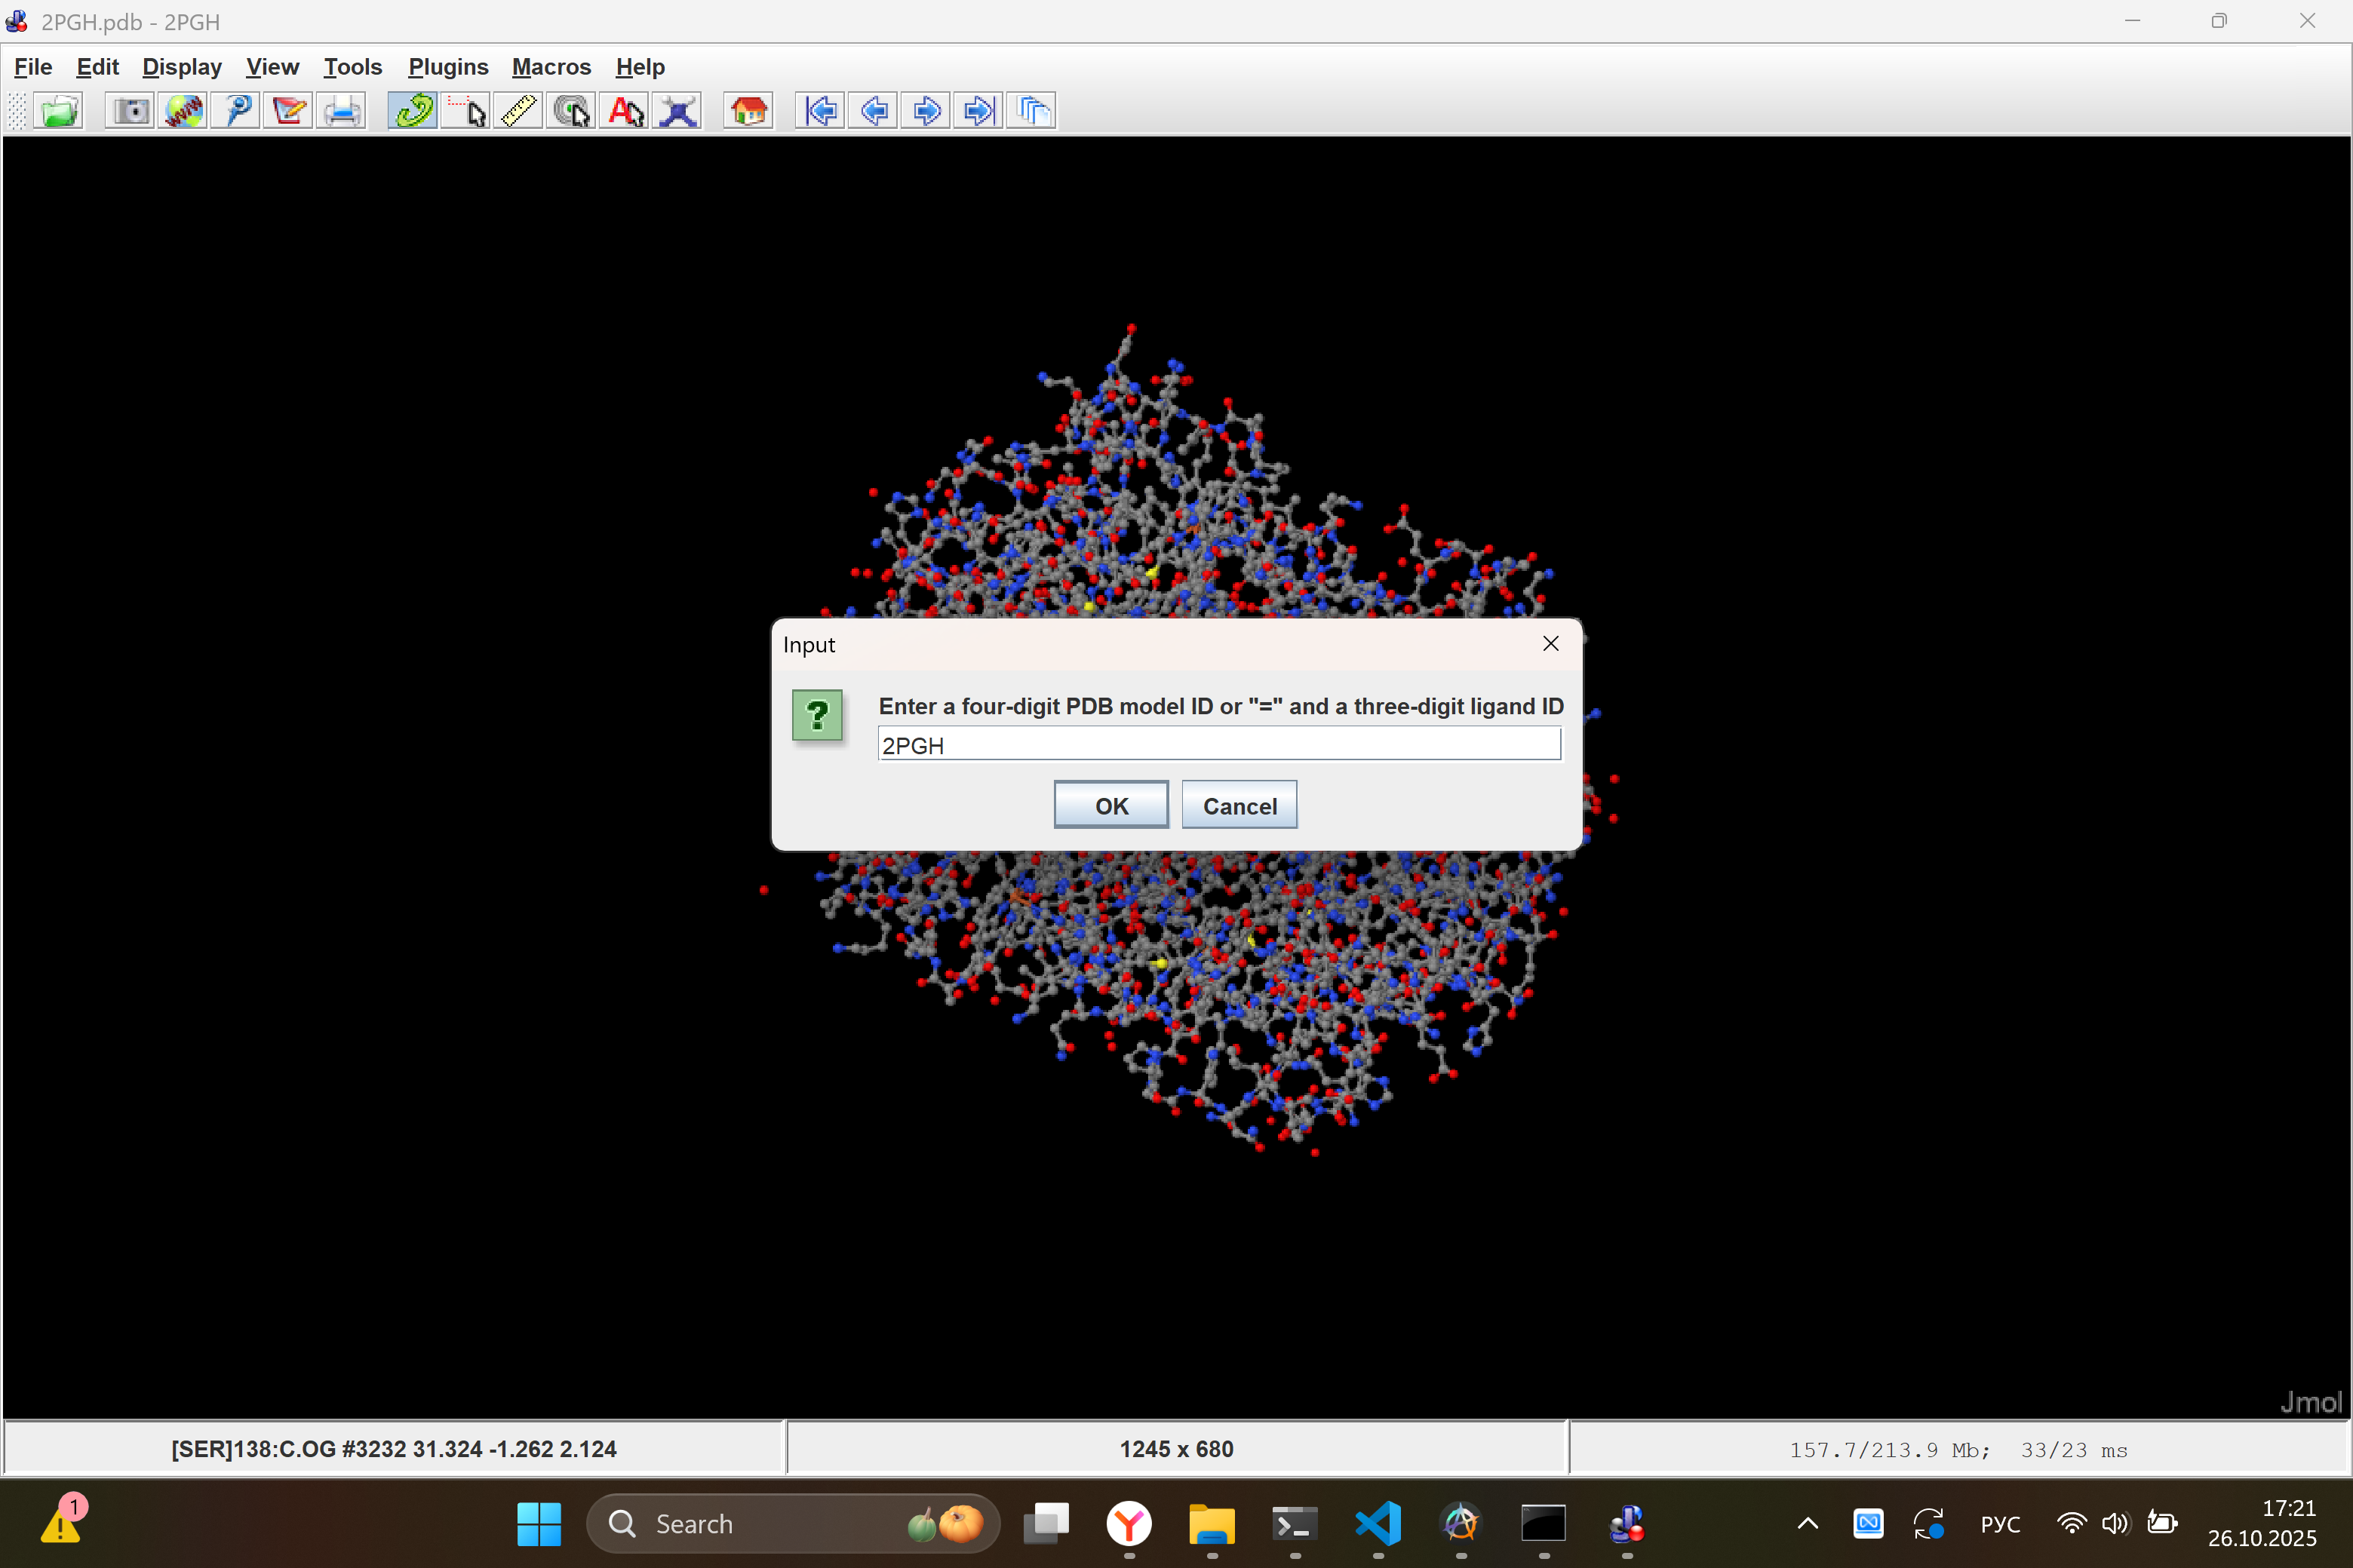 2PGH.pdb - 2PGH
File Edit Display View Tools Plugins Macros Help
Input
Enter a four-digit PDB model ID or "=" and a three-digit ligand ID
2PGH
OK Cancel
Jmol
[SER]138:C.OG #3232 31.324 -1.262 2.124
1245 x 680
157.7/213.9 Mb; 33/23 ms
1
Search
РУС
17:21
26.10.2025